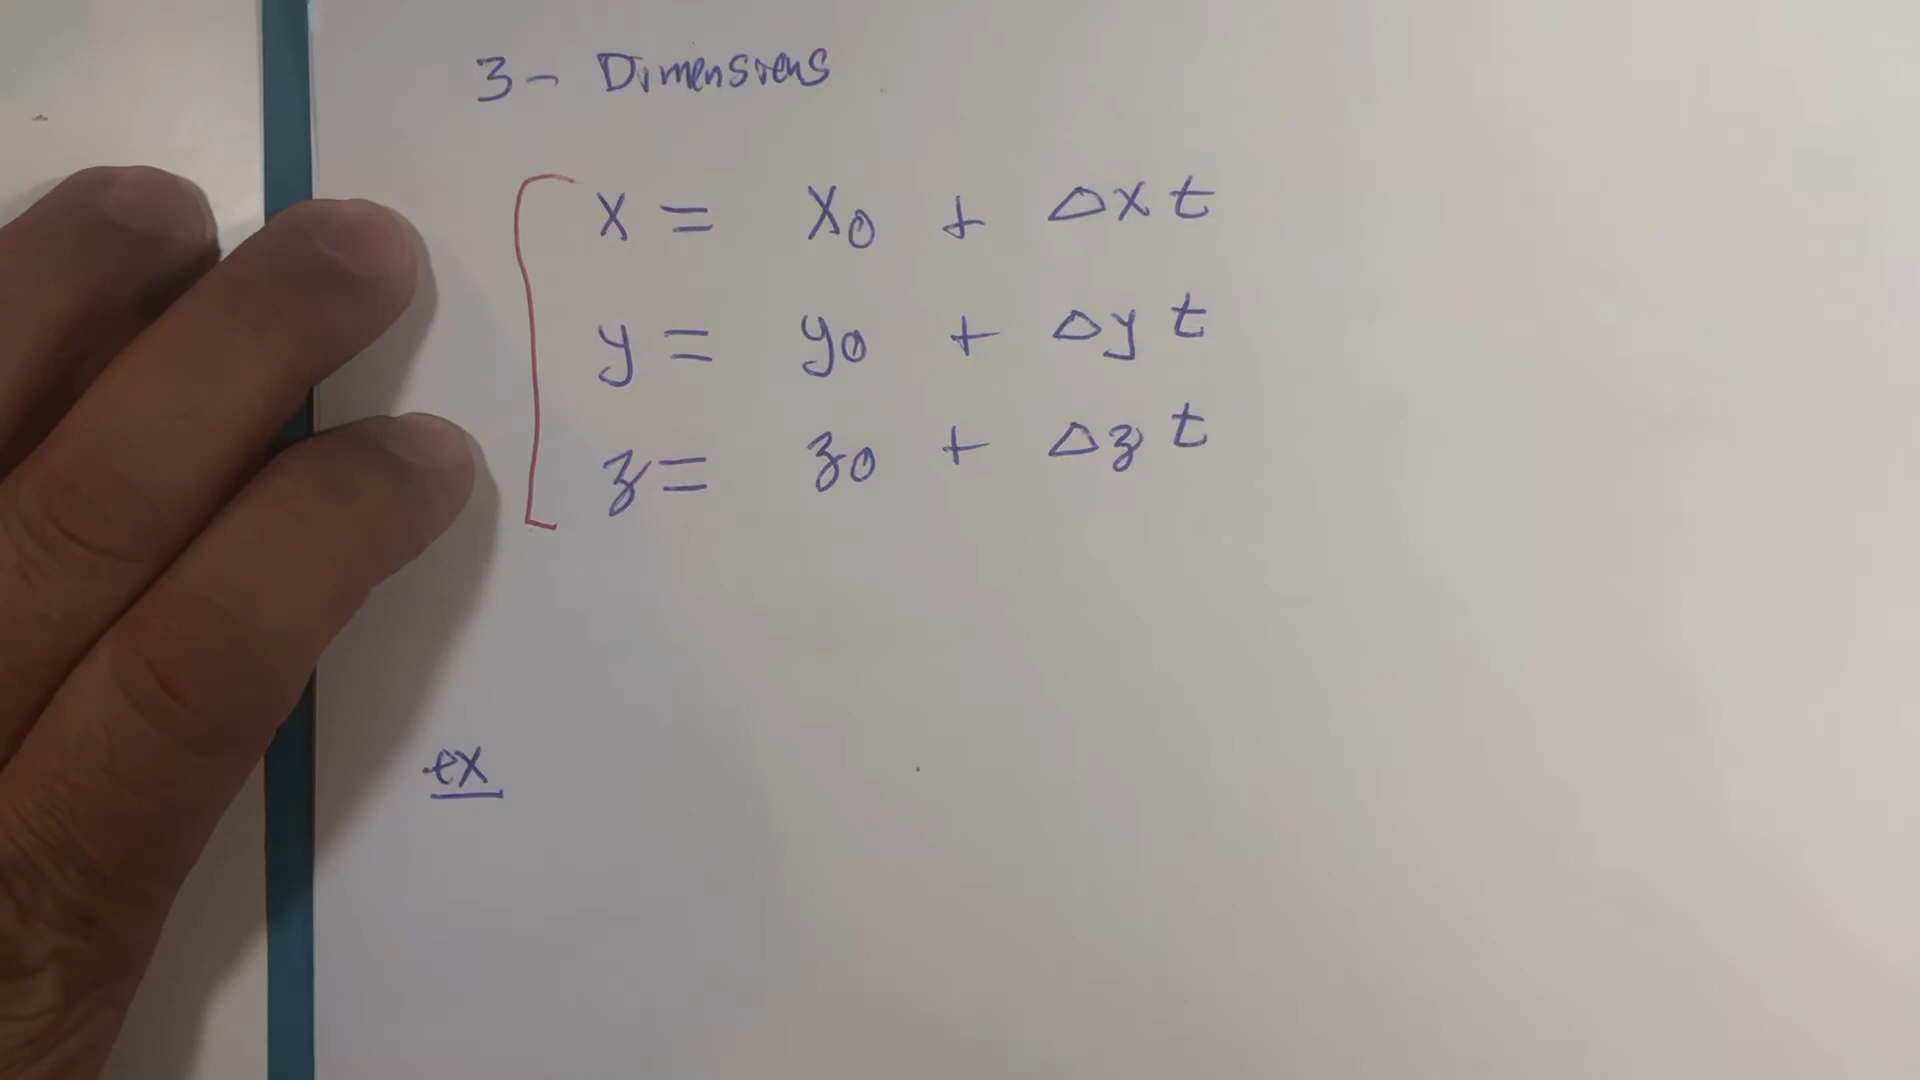 3 - Dimensions
x = x₀ + Δx t
y = y₀ + Δy t
z = z₀ + Δz t
ex